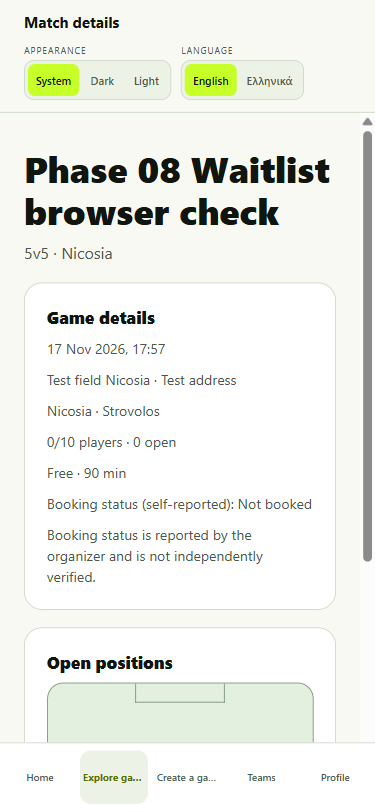 Match details
APPEARANCE
LANGUAGE
System
Dark
Light
English
Ελληνικά
Phase 08 Waitlist
browser check
5v5 · Nicosia
Game details
17 Nov 2026, 17:57
Test field Nicosia · Test address
Nicosia · Strovolos
0/10 players · 0 open
Free · 90 min
Booking status (self-reported): Not booked
Booking status is reported by the
organizer and is not independently
verified.
Open positions
Home
Explore ga...
Create a ga...
Teams
Profile